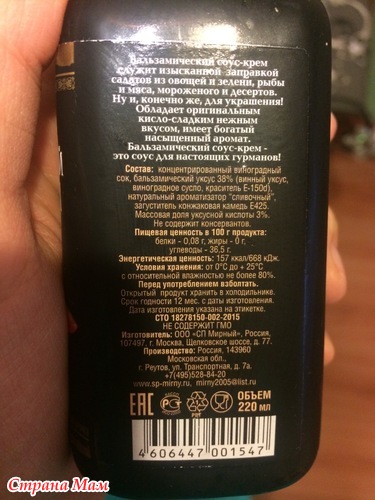 Бальзамический соус-крем
служит изысканной заправкой
салатов из овощей и зелени, рыбы
и мяса, мороженого и десертов.
Ну и, конечно же, для украшения!
Обладает оригинальным
кисло-сладким нежным
вкусом, имеет богатый
насыщенный аромат.
Бальзамический соус-крем -
это соус для настоящих гурманов!
Состав: концентрированный виноградный
сок, бальзамический уксус 38% (винный уксус,
виноградное сусло, краситель Е-150d),
натуральный ароматизатор "сливочный",
загуститель конжаковая камедь Е425.
Массовая доля уксусной кислоты 3%.
Не содержит консервантов.
Пищевая ценность в 100 г продукта:
белки - 0,08 г, жиры - 0 г,
углеводы - 36,5 г.
Энергетическая ценность: 157 ккал/668 кДж.
Условия хранения: от 0°С до + 25°С
с относительной влажностью не более 80%.
Перед употреблением взбалтывать.
Открытый продукт хранить в холодильнике.
Срок годности 12 мес. с даты изготовления.
Дата изготовления указана на этикетке.
СТО 18278150-002-2015
НЕ СОДЕРЖИТ ГМО
Изготовитель: ООО "СП Мирный", Россия,
107497, г. Москва, Щелковское шоссе, д. 77.
Производство: Россия, 143960
Московская обл.,
г. Реутов, ул. Транспортная, д. 7а.
+7(495)528-84-20
www.sp-mirny.ru, mirny2005@list.ru
ЕАС
PET
ОБЪЕМ
220 мл
4 606447 001547
Страна Мам